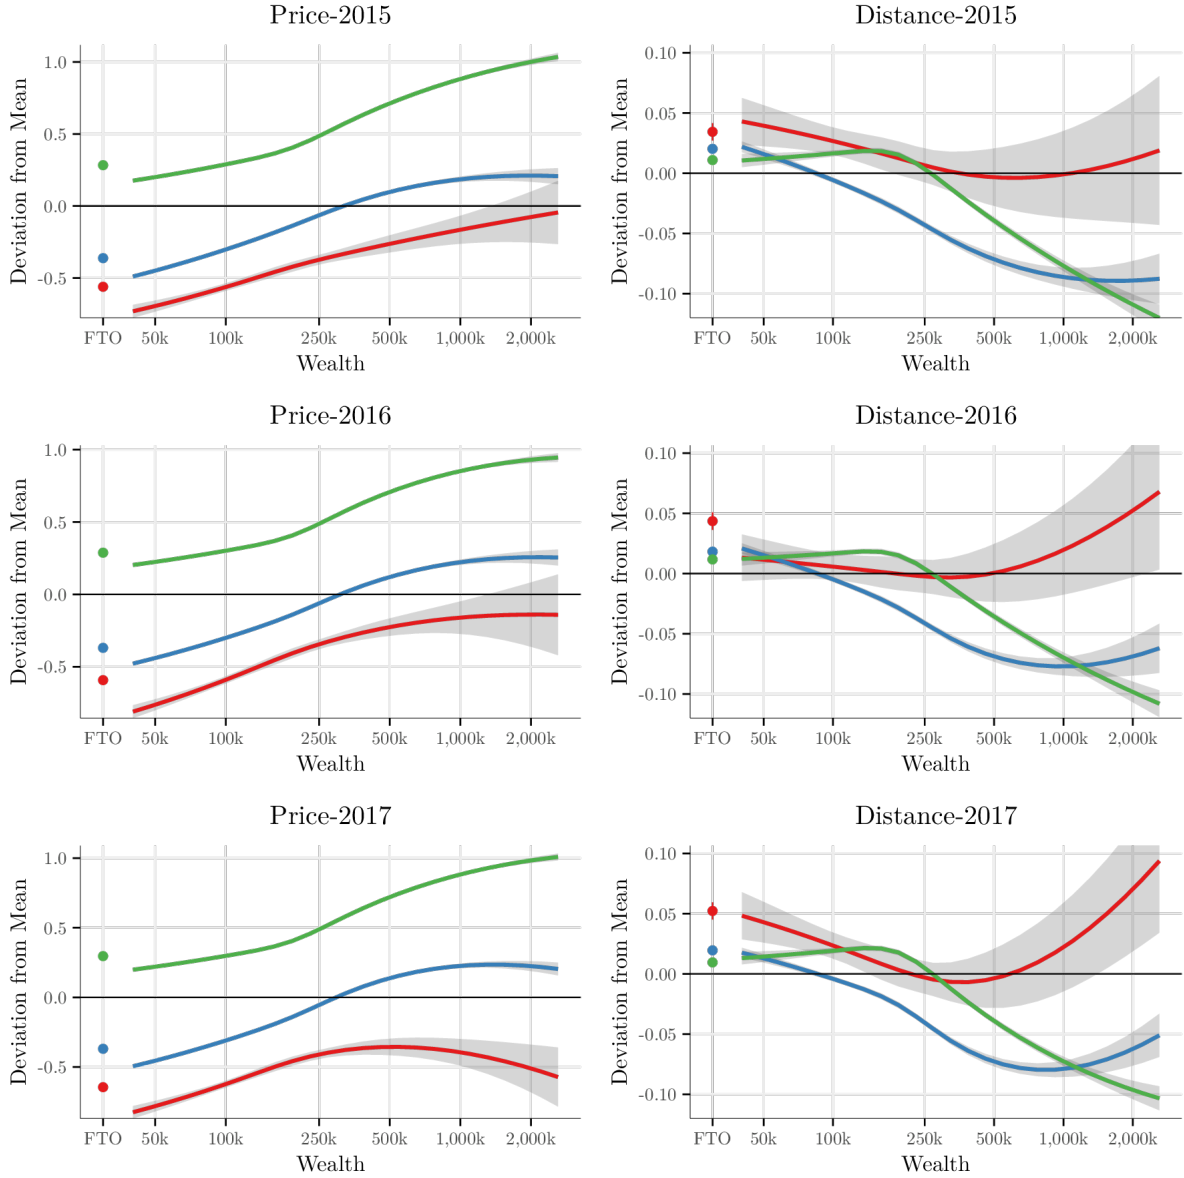 Price-2015
Deviation from Mean
1.0
0.5
0.0
-0.5
FTO 50k 100k 250k 500k 1,000k 2,000k
Wealth
Distance-2015
Deviation from Mean
0.10
0.05
0.00
-0.05
-0.10
FTO 50k 100k 250k 500k 1,000k 2,000k
Wealth
Price-2016
Deviation from Mean
1.0
0.5
0.0
-0.5
FTO 50k 100k 250k 500k 1,000k 2,000k
Wealth
Distance-2016
Deviation from Mean
0.10
0.05
0.00
-0.05
-0.10
FTO 50k 100k 250k 500k 1,000k 2,000k
Wealth
Price-2017
Deviation from Mean
1.0
0.5
0.0
-0.5
FTO 50k 100k 250k 500k 1,000k 2,000k
Wealth
Distance-2017
Deviation from Mean
0.10
0.05
0.00
-0.05
-0.10
FTO 50k 100k 250k 500k 1,000k 2,000k
Wealth